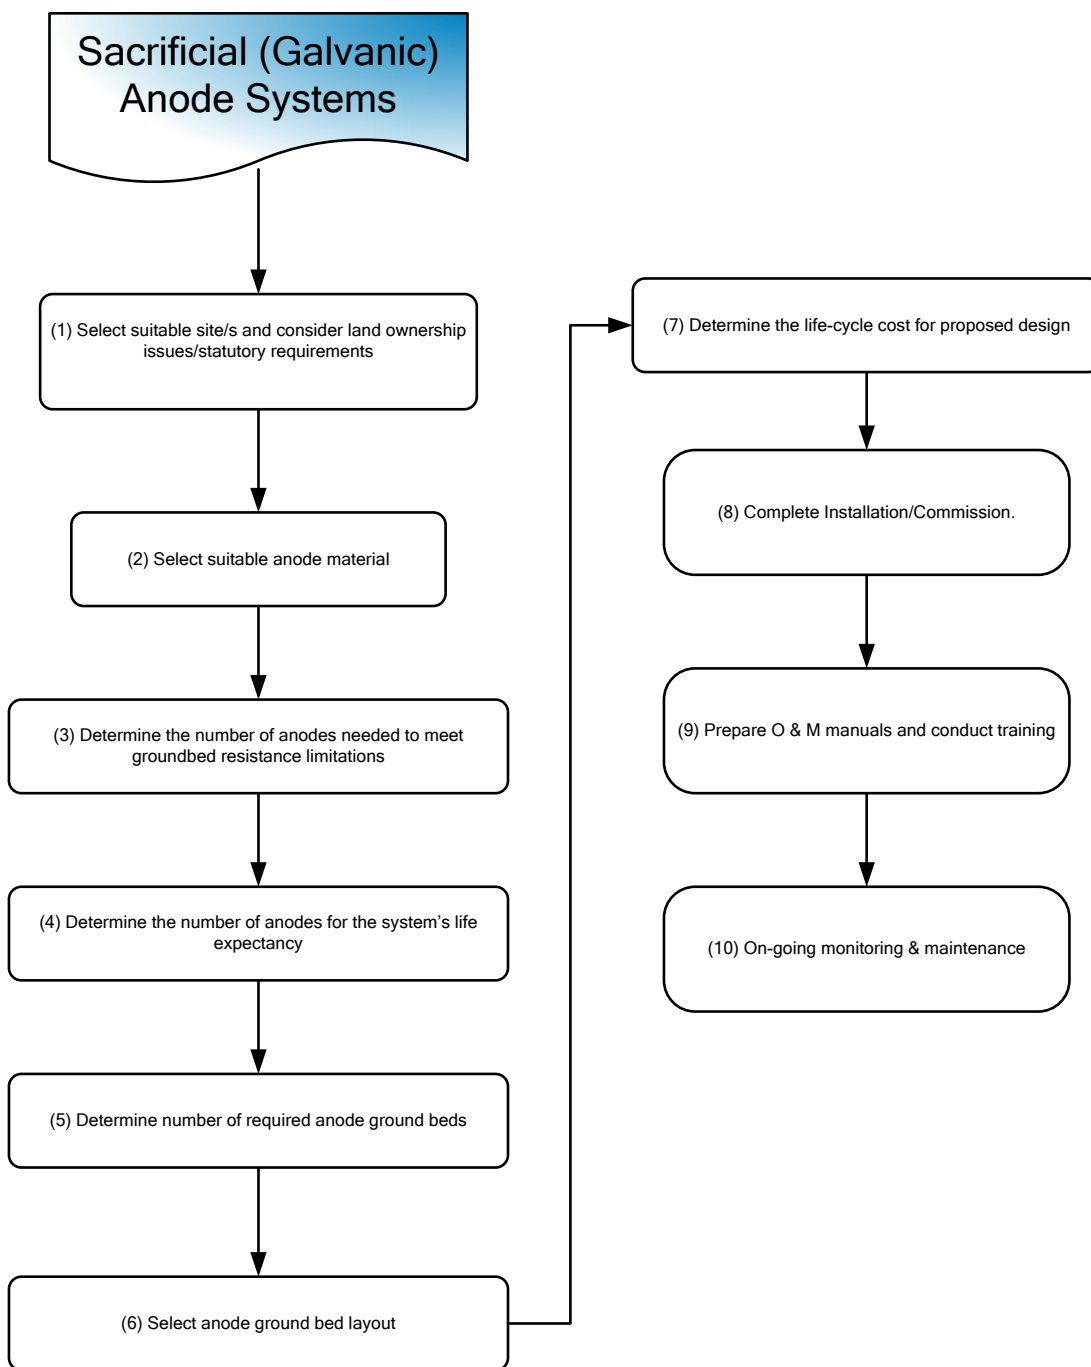 Sacrificial (Galvanic)
Anode Systems
(1) Select suitable site/s and consider land ownership
issues/statutory requirements
(2) Select suitable anode material
(3) Determine the number of anodes needed to meet
groundbed resistance limitations
(4) Determine the number of anodes for the system’s life
expectancy
(5) Determine number of required anode ground beds
(6) Select anode ground bed layout
(7) Determine the life-cycle cost for proposed design
(8) Complete Installation/Commission.
(9) Prepare O & M manuals and conduct training
(10) On-going monitoring & maintenance